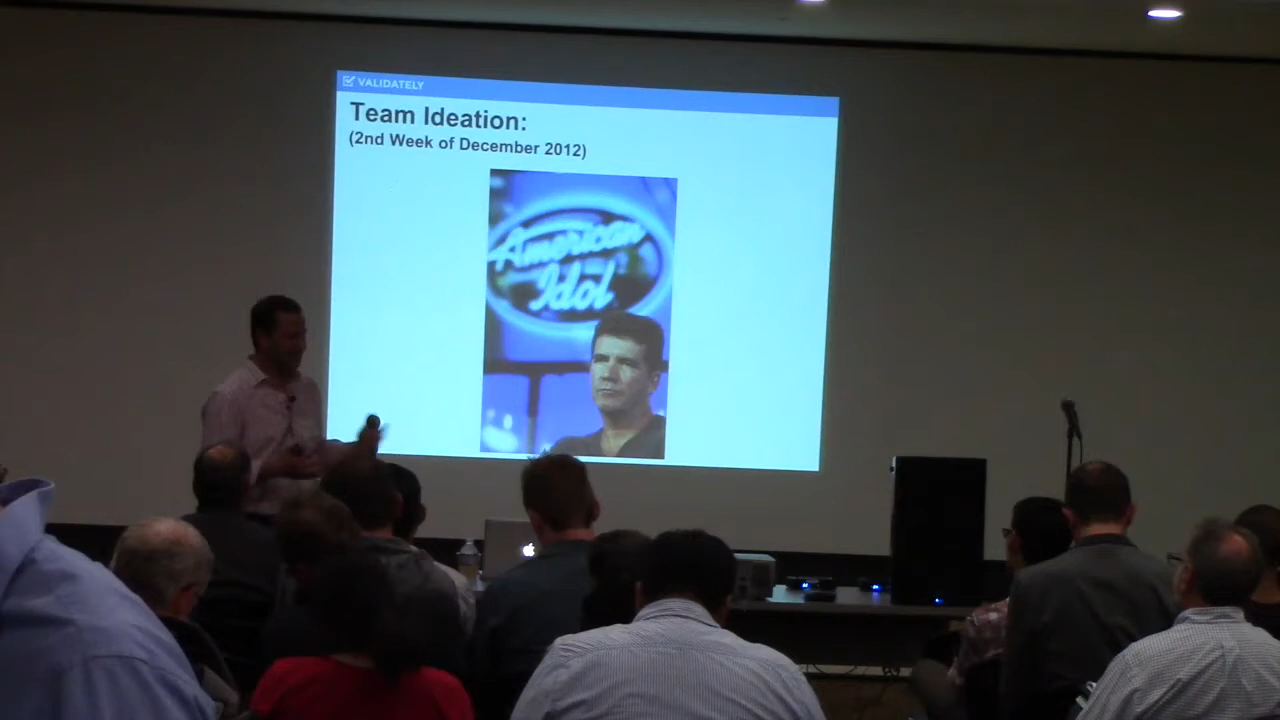 VALIDATELY
Team Ideation:
(2nd Week of December 2012)
American
Idol